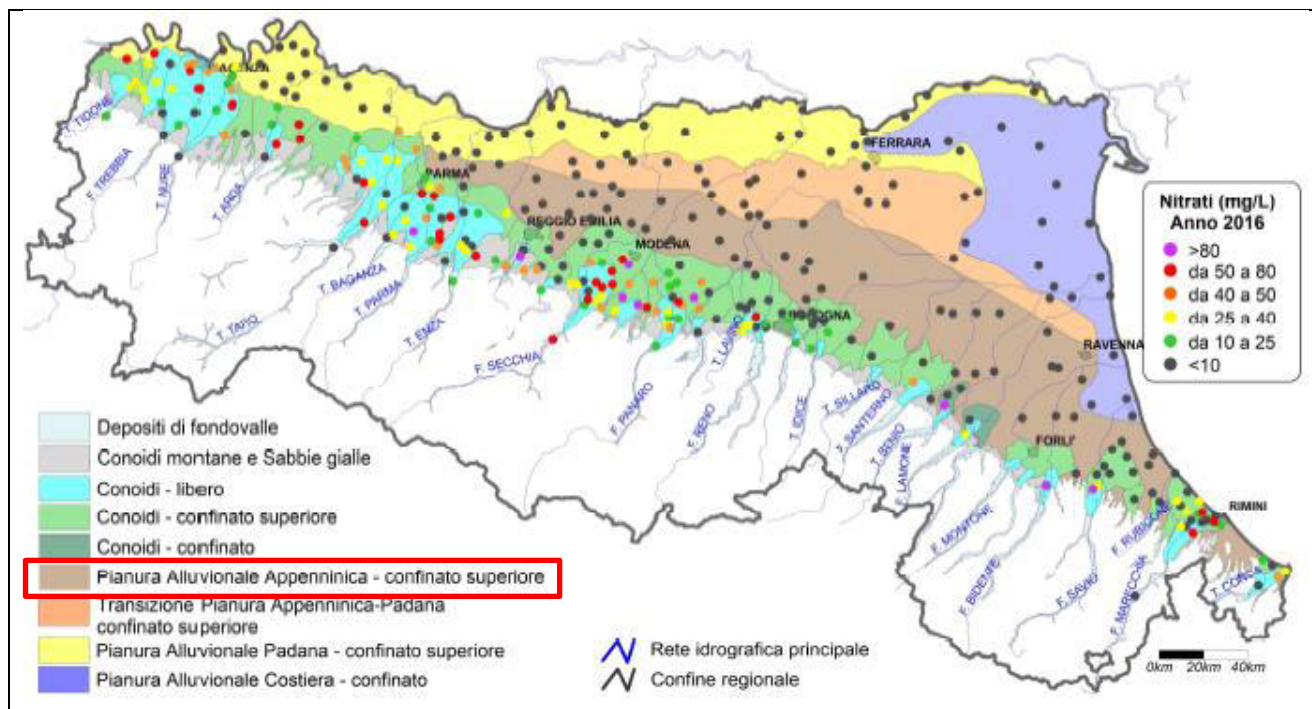 PARMA
REGGIO EMILIA
MODENA
BOLOGNA
FERRARA
RAVENNA
FORLI'
RIMINI
T. TIDONE
F. TREBBIA
T. NURE
T. ARDA
T. TARO
T. BAGANZA
T. PARMA
T. ENZA
F. SECCHIA
F. PANARO
T. LAVINO
F. RENO
T. IDICE
T. SILLARO
F. SANTERNO
T. SENIO
F. LAMONE
F. MONTONE
F. BIDENTE
F. SAVIO
F. RUBICONE
F. MARECCHIA
T. CONCA
Nitrati (mg/L)
Anno 2016
>80
da 50 a 80
da 40 a 50
da 25 a 40
da 10 a 25
<10
Depositi di fondovalle
Conoidi montane e Sabbie gialle
Conoidi - libero
Conoidi - confinato superiore
Conoidi - confinato
Pianura Alluvionale Appenninica - confinato superiore
Transizione Pianura Appenninica-Padana
confinato superiore
Pianura Alluvionale Padana - confinato superiore
Pianura Alluvionale Costiera - confinato
Rete idrografica principale
Confine regionale
0km 20km 40km